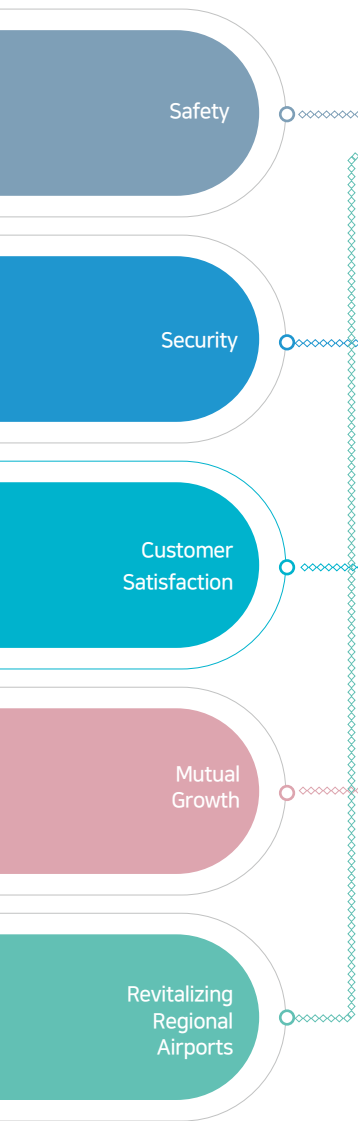 Safety
Security
Customer
Satisfaction
Mutual
Growth
Revitalizing
Regional
Airports